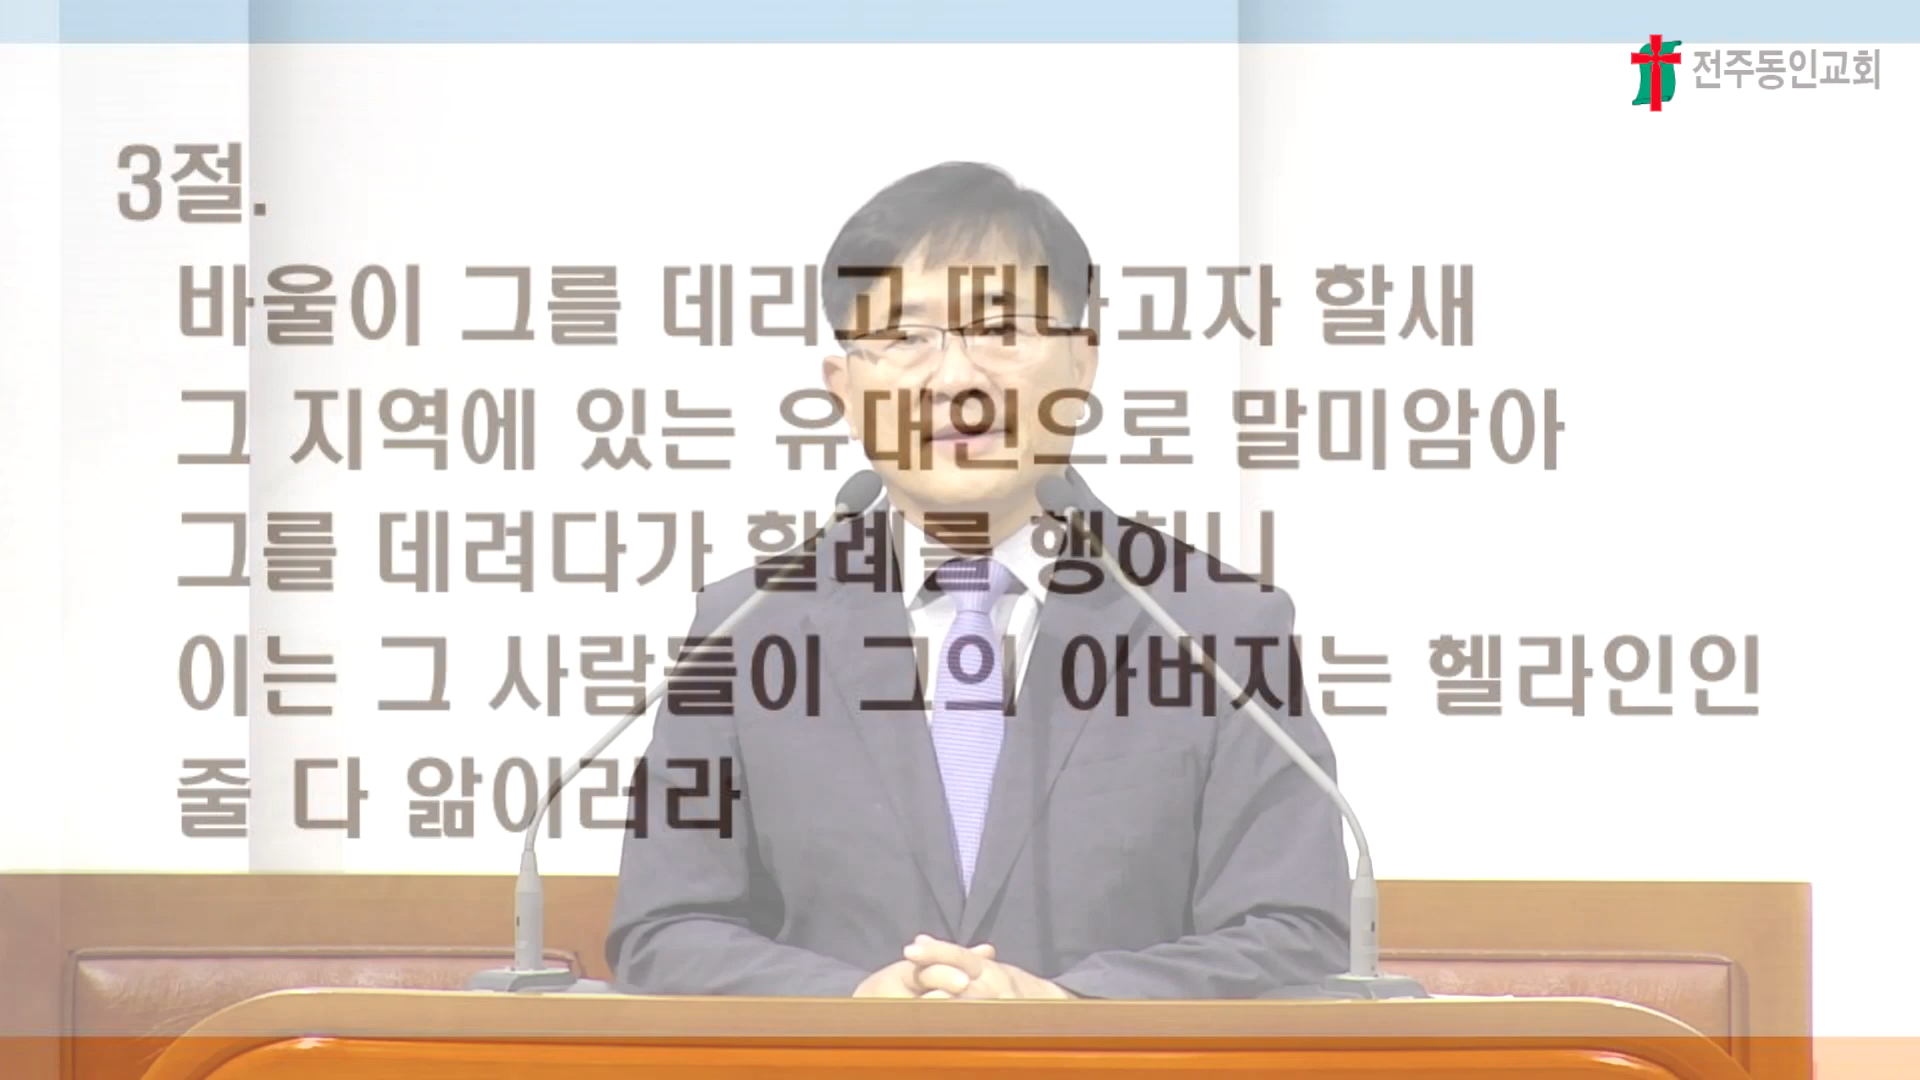 전주동인교회
3절.
바울이 그를 데리고 떠나고자 할새
그 지역에 있는 유대인으로 말미암아
그를 데려다가 할례를 행하니
이는 그 사람들이 그의 아버지는 헬라인인
줄 다 앎이러라